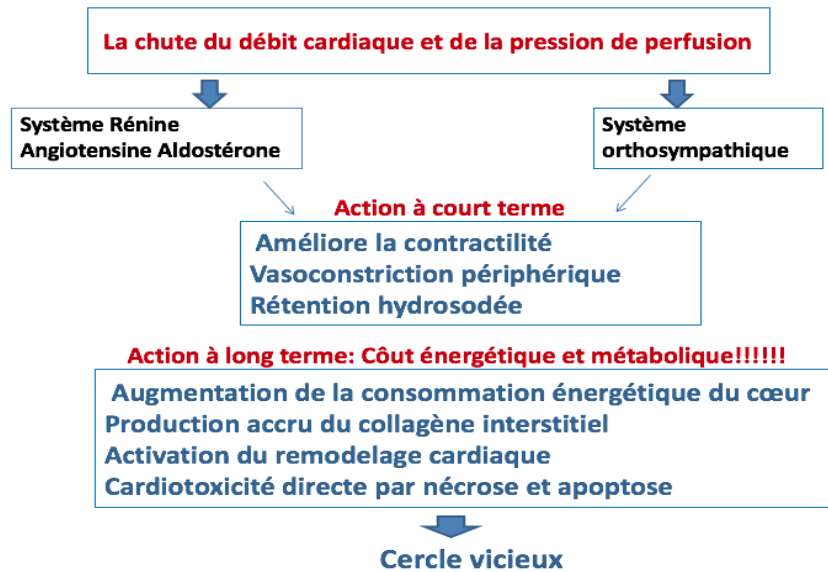 La chute du débit cardiaque et de la pression de perfusion
Système Rénine
Angiotensine Aldostérone
Système
orthosympathique
Action à court terme
Améliore la contractilité
Vasoconstriction périphérique
Rétention hydrosodée
Action à long terme: Côut énergétique et métabolique!!!!!!
Augmentation de la consommation énergétique du cœur
Production accru du collagène interstitiel
Activation du remodelage cardiaque
Cardiotoxicité directe par nécrose et apoptose
Cercle vicieux